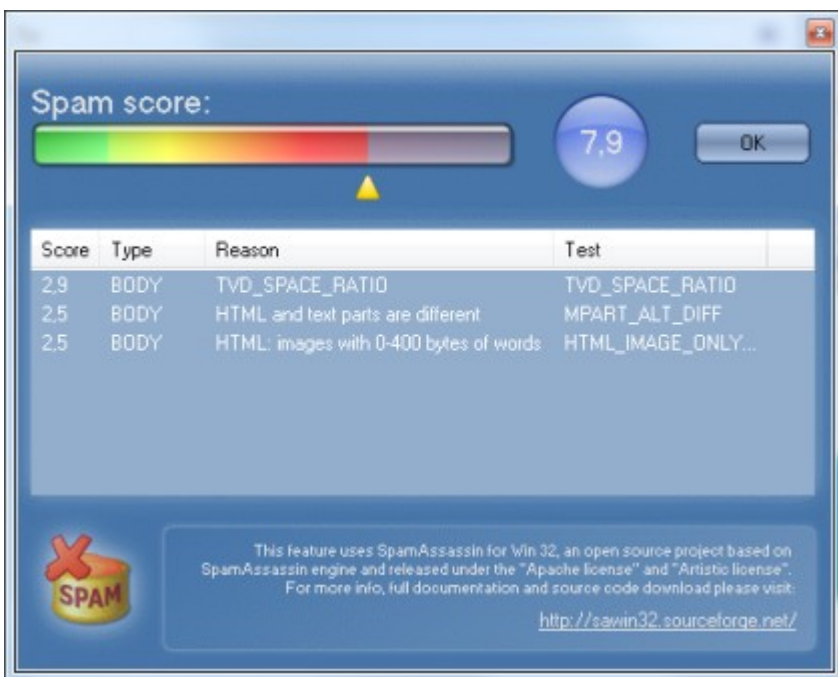 Spam score:
7,9
OK
Score Type Reason Test
2,9 BODY TVD_SPACE_RATIO TVD_SPACE_RATIO
2,5 BODY HTML and text parts are different MPART_ALT_DIFF
2,5 BODY HTML: images with 0-400 bytes of words HTML_IMAGE_ONLY...
SPAM
This feature uses SpamAssassin for Win 32, an open source project based on
SpamAssassin engine and released under the "Apache license" and "Artistic license".
For more info, full documentation and source code download please visit:
http://sawin32.sourceforge.net/